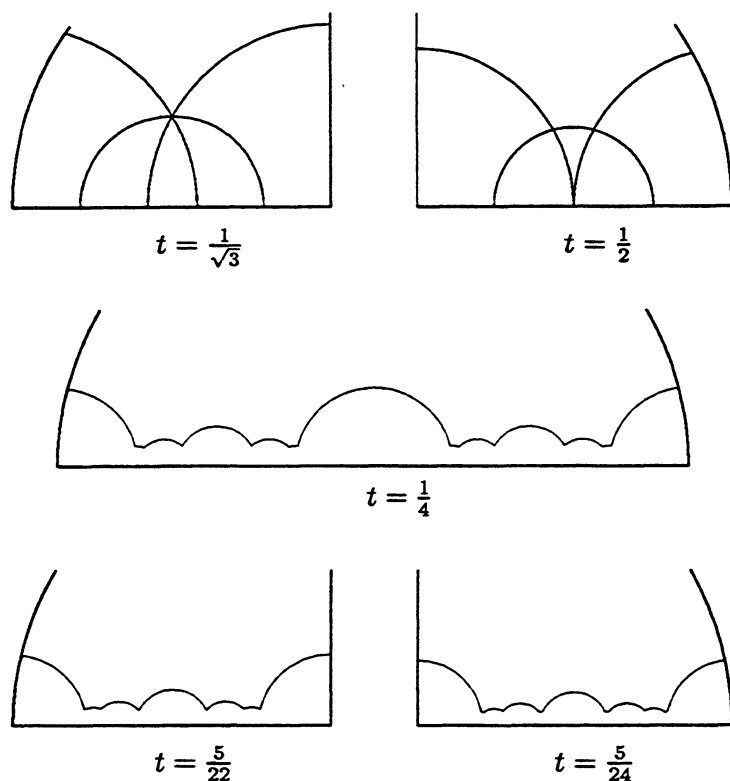 t = 1/√3
t = 1/2
t = 1/4
t = 5/22
t = 5/24